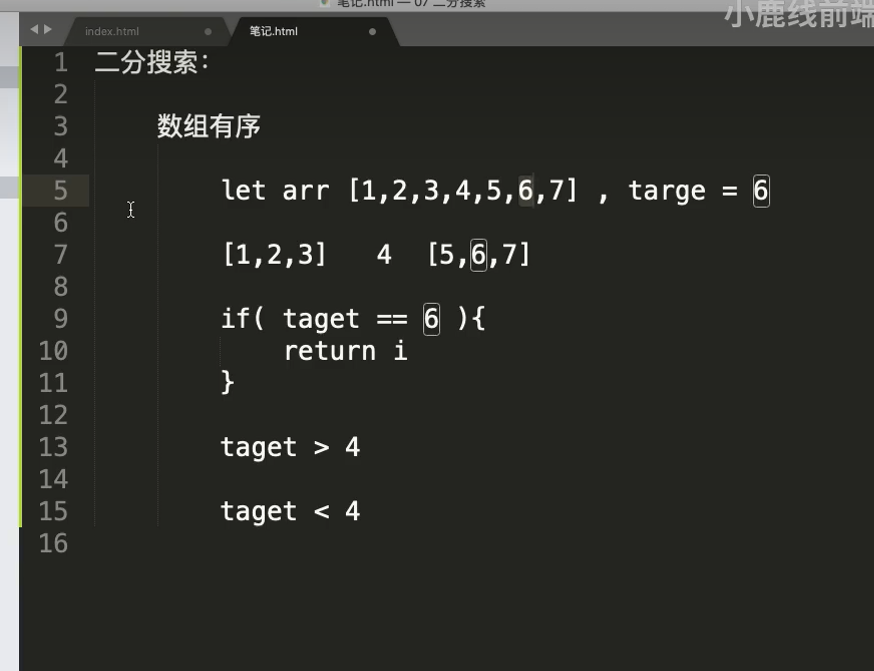 笔记.html — 07 二分搜索
小鹿线前端
index.html
笔记.html
1 二分搜索：
2
3 数组有序
4
5 let arr [1,2,3,4,5,6,7] , targe = 6
6
7 [1,2,3] 4 [5,6,7]
8
9 if( taget == 6 ){
10 return i
11 }
12
13 taget > 4
14
15 taget < 4
16